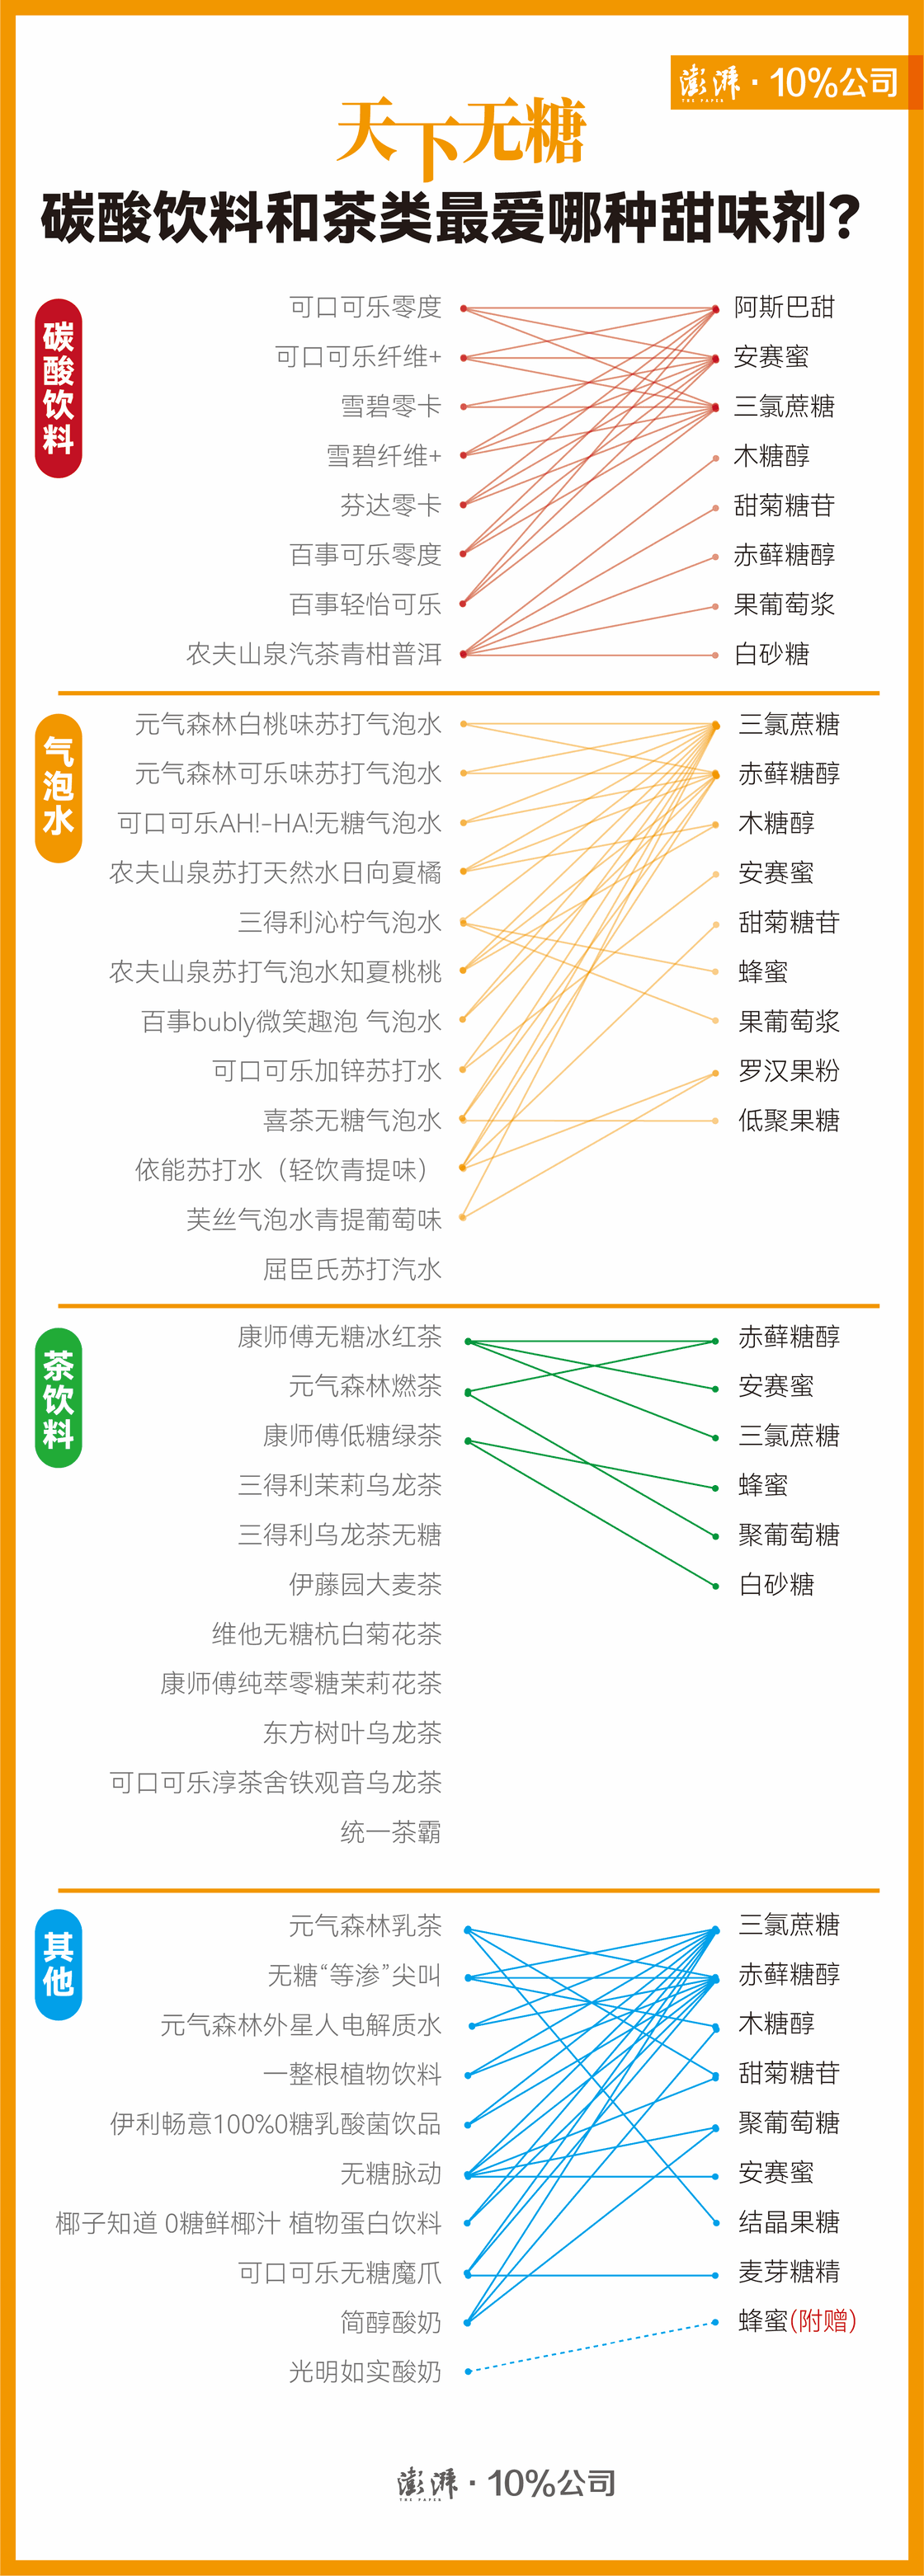 澎湃 · 10%公司
THE PAPER
天下无糖
碳酸饮料和茶类最爱哪种甜味剂?
碳酸饮料
可口可乐零度
阿斯巴甜
可口可乐纤维+
安赛蜜
雪碧零卡
三氯蔗糖
雪碧纤维+
木糖醇
芬达零卡
甜菊糖苷
百事可乐零度
赤藓糖醇
百事轻怡可乐
果葡萄浆
农夫山泉汽茶青柑普洱
白砂糖
气泡水
元气森林白桃味苏打气泡水
三氯蔗糖
元气森林可乐味苏打气泡水
赤藓糖醇
可口可乐AH!-HA!无糖气泡水
木糖醇
农夫山泉苏打天然水日向夏橘
安赛蜜
三得利沁柠气泡水
甜菊糖苷
农夫山泉苏打气泡水知夏桃桃
蜂蜜
百事bubly微笑趣泡 气泡水
果葡萄浆
可口可乐加锌苏打水
罗汉果粉
喜茶无糖气泡水
低聚果糖
依能苏打水（轻饮青提味）
芙丝气泡水青提葡萄味
屈臣氏苏打汽水
茶饮料
康师傅无糖冰红茶
赤藓糖醇
元气森林燃茶
安赛蜜
康师傅低糖绿茶
三氯蔗糖
三得利茉莉乌龙茶
蜂蜜
三得利乌龙茶无糖
聚葡萄糖
伊藤园大麦茶
白砂糖
维他无糖杭白菊花茶
康师傅纯萃零糖茉莉花茶
东方树叶乌龙茶
可口可乐淳茶舍铁观音乌龙茶
统一茶霸
其他
元气森林乳茶
三氯蔗糖
无糖“等渗”尖叫
赤藓糖醇
元气森林外星人电解质水
木糖醇
一整根植物饮料
甜菊糖苷
伊利畅意100%0糖乳酸菌饮品
聚葡萄糖
无糖脉动
安赛蜜
椰子知道 0糖鲜椰汁 植物蛋白饮料
结晶果糖
可口可乐无糖魔爪
麦芽糖精
简醇酸奶
蜂蜜(附赠)
光明如实酸奶
澎湃 · 10%公司
THE PAPER